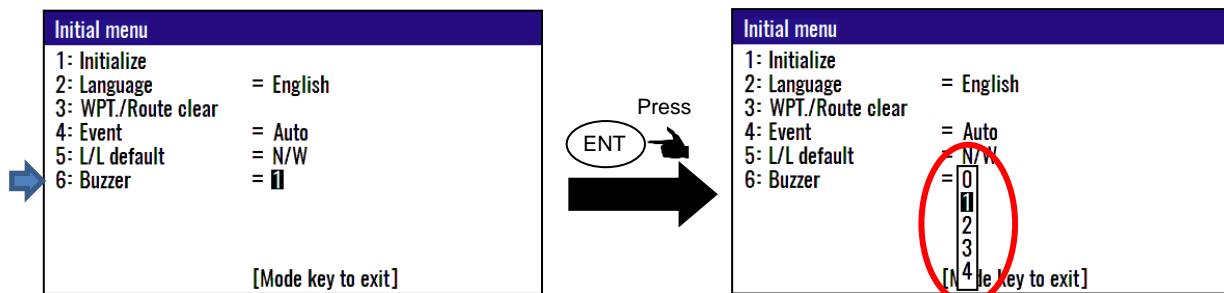 Initial menu
1: Initialize
2: Language = English
3: WPT./Route clear
4: Event = Auto
5: L/L default = N/W
6: Buzzer = 1
[Mode key to exit]
Press
ENT
Initial menu
1: Initialize
2: Language = English
3: WPT./Route clear
4: Event = Auto
5: L/L default = N/W
6: Buzzer = 0
1
2
3
4
key to exit]